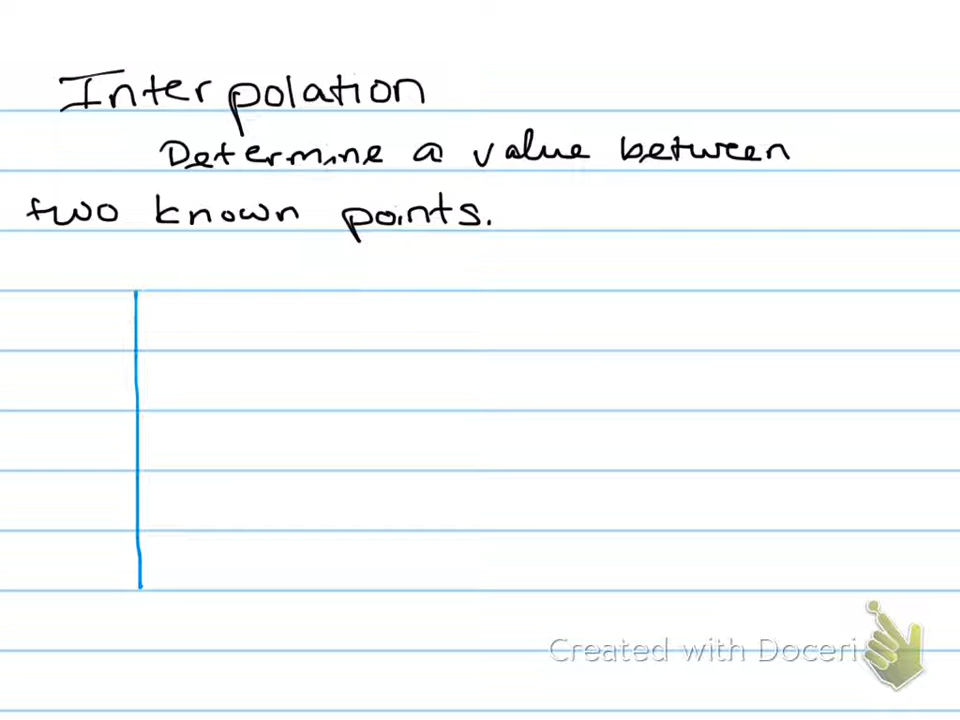 Interpolation
Determine a value between
two known points.
Created with Doceri